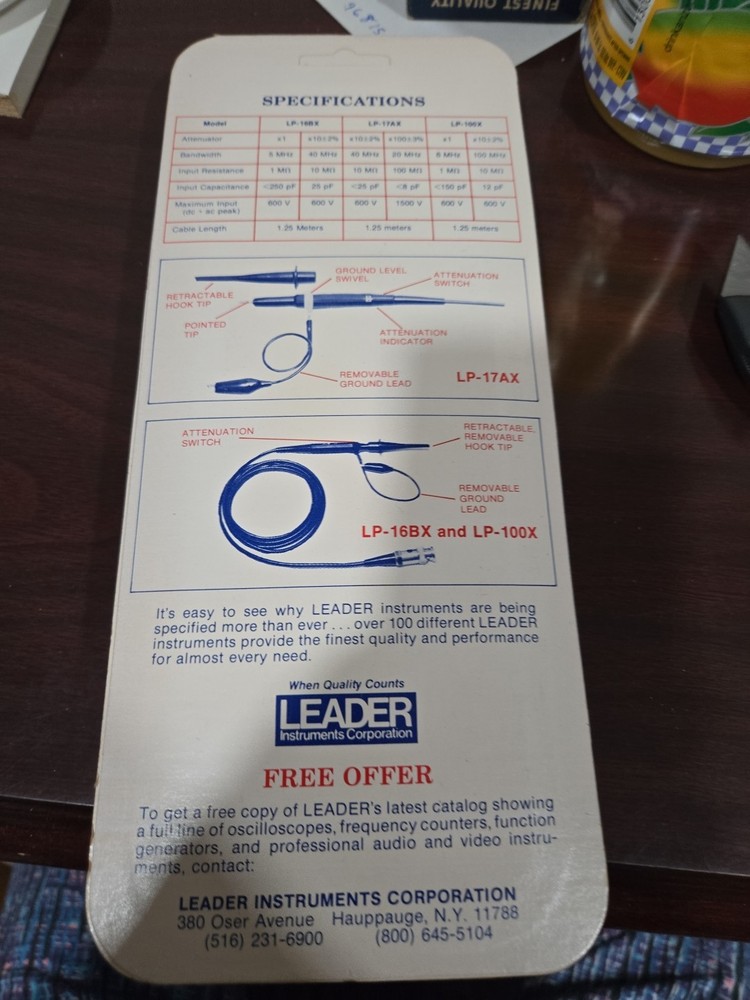 96815
FINEST QUALITY
drinks
SPECIFICATIONS
Model LP-16BX LP-17AX LP-100X
Attenuator x1 x10±2% x10±2% x100±3% x1 x10±2%
Bandwidth 5 MHz 40 MHz 40 MHz 20 MHz 6 MHz 100 MHz
Input Resistance 1 MΩ 10 MΩ 10 MΩ 100 MΩ 1 MΩ 10 MΩ
Input Capacitance <250 pF 25 pF <25 pF <8 pF <150 pF 12 pF
Maximum Input 600 V 600 V 600 V 1500 V 600 V 600 V
(dc + ac peak)
Cable Length 1.25 Meters 1.25 meters 1.25 meters
RETRACTABLE
HOOK TIP
GROUND LEVEL
SWIVEL
ATTENUATION
SWITCH
POINTED
TIP
ATTENUATION
INDICATOR
REMOVABLE
GROUND LEAD
LP-17AX
ATTENUATION
SWITCH
RETRACTABLE,
REMOVABLE
HOOK TIP
REMOVABLE
GROUND
LEAD
LP-16BX and LP-100X
It's easy to see why LEADER instruments are being
specified more than ever . . . over 100 different LEADER
instruments provide the finest quality and performance
for almost every need.
When Quality Counts
LEADER
Instruments Corporation
FREE OFFER
To get a free copy of LEADER's latest catalog showing
a full line of oscilloscopes, frequency counters, function
generators, and professional audio and video instru-
ments, contact:
LEADER INSTRUMENTS CORPORATION
380 Oser Avenue Hauppauge, N.Y. 11788
(516) 231-6900 (800) 645-5104